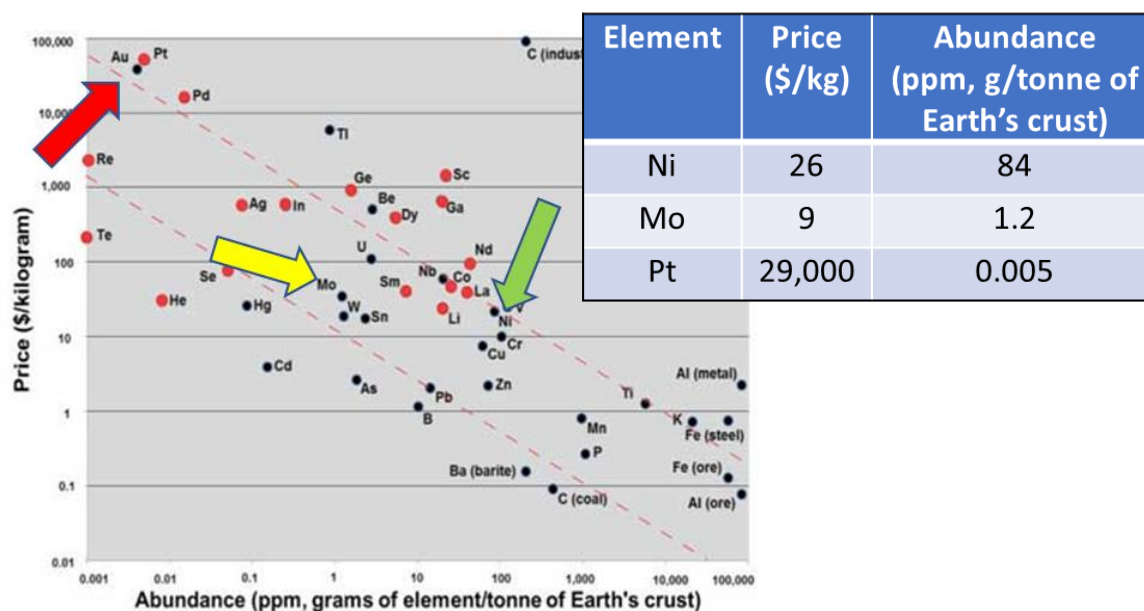 100,000
10,000
1,000
100
10
1
0.1
0.01
Price ($/kilogram)
0.001
0.01
0.1
1
10
100
1,000
10,000
100,000
Abundance (ppm, grams of element/tonne of Earth's crust)
Au
Pt
Pd
C (indust
Tl
Re
Ge
Sc
Ag
In
Be
Dy
Ga
Te
U
Nd
Se
Nb
Co
Mo
Sm
La
He
Hg
W
Sn
Li
Ni
V
Cr
Cu
Cd
As
Pb
Zn
B
Ti
Al (metal)
K
Fe (steel)
Mn
P
Ba (barite)
Fe (ore)
C (coal)
Al (ore)
Element Price ($/kg) Abundance (ppm, g/tonne of Earth's crust)
Ni 26 84
Mo 9 1.2
Pt 29,000 0.005